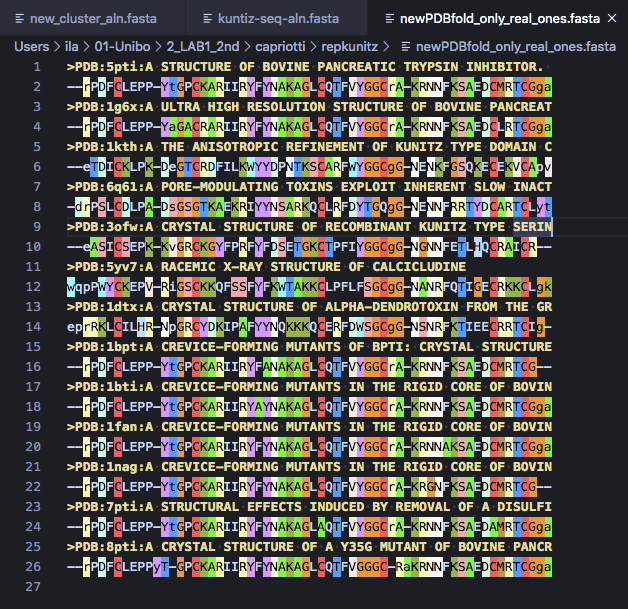 new_cluster_aln.fasta kuntiz-seq-aln.fasta newPDBfold_only_real_ones.fasta ×
Users > ila > 01-Unibo > 2_LAB1_2nd > capriotti > repkunitz > newPDBfold_only_real_ones.fasta
1 >PDB:5pti:A STRUCTURE OF BOVINE PANCREATIC TRYPSIN INHIBITOR.
2 --rPDFCLEPP-YtGPCKARIIRYFYNAKAGLCQTFVYGGCrA-KRNNFKSAEDCMRTCGga
3 >PDB:1g6x:A ULTRA HIGH RESOLUTION STRUCTURE OF BOVINE PANCREAT
4 --rPDFCLEPP-YaGACRARIIRYFYNAKAGLCQTFVYGGCrA-KRNNFKSAEDCLRTCGga
5 >PDB:1kth:A THE ANISOTROPIC REFINEMENT OF KUNITZ TYPE DOMAIN C
6 --eTDICKLPK-DeGTCRDFILKWYYDPNTKSCARFWYGGCgG-NENKFGSQKECEKVCApV
7 >PDB:6q61:A PORE-MODULATING TOXINS EXPLOIT INHERENT SLOW INACT
8 -drPSLCDLPA-DsGSGTKAEKRIYYNSARKQCLRFDYTGQgG-NENNFRRTYDCARTCLyt
9 >PDB:3ofw:A CRYSTAL STRUCTURE OF RECOMBINANT KUNITZ TYPE SERIN
10 --eASICSEPK-KvGRCKGYFPRFYFDSETGKCTPFIYGGCgG-NGNNFETLHQCRAICR--
11 >PDB:5yv7:A RACEMIC X-RAY STRUCTURE OF CALCICLUDINE
12 wqpPWYCKEPV-RiGSCKKQFSSFYFKWTAKKCLPFLFSGCgG-NANRFQTIGECRKKCLgk
13 >PDB:1dtx:A CRYSTAL STRUCTURE OF ALPHA-DENDROTOXIN FROM THE GR
14 eprRKLCILHR-NpGRCYDKIPAFYYNQKKKQCERFDWSGCgG-NSNRFKTIEECRRTCIg-
15 >PDB:1bpt:A CREVICE-FORMING MUTANTS OF BPTI: CRYSTAL STRUCTURE
16 --rPDFCLEPP-YtGPCKARIIRYFANAKAGLCQTFVYGGCrA-KRNNFKSAEDCMRTCG--
17 >PDB:1bti:A CREVICE-FORMING MUTANTS IN THE RIGID CORE OF BOVIN
18 --rPDFCLEPP-YtGPCKARIIRYAYNAKAGLCQTFVYGGCrA-KRNNFKSAEDCMRTCGga
19 >PDB:1fan:A CREVICE-FORMING MUTANTS IN THE RIGID CORE OF BOVIN
20 --rPDFCLEPP-YtGPCKARIIRYFYNAKAGLCQTFVYGGCrA-KRNNAKSAEDCMRTCGga
21 >PDB:1nag:A CREVICE-FORMING MUTANTS IN THE RIGID CORE OF BOVIN
22 --rPDFCLEPP-YtGPCKARIIRYFYNAKAGLCQTFVYGGCrA-KRGNFKSAEDCMRTCG--
23 >PDB:7pti:A STRUCTURAL EFFECTS INDUCED BY REMOVAL OF A DISULFI
24 --rPDFCLEPP-YtGPCKARIIRYFYNAKAGLAQTFVYGGCrA-KRNNFKSAEDAMRTCGga
25 >PDB:8pti:A CRYSTAL STRUCTURE OF A Y35G MUTANT OF BOVINE PANCR
26 --rPDFCLEPPyT-GPCKARIIRYFYNAKAGLCQTFVGGGC-RaKRNNFKSAEDCMRTCGga
27